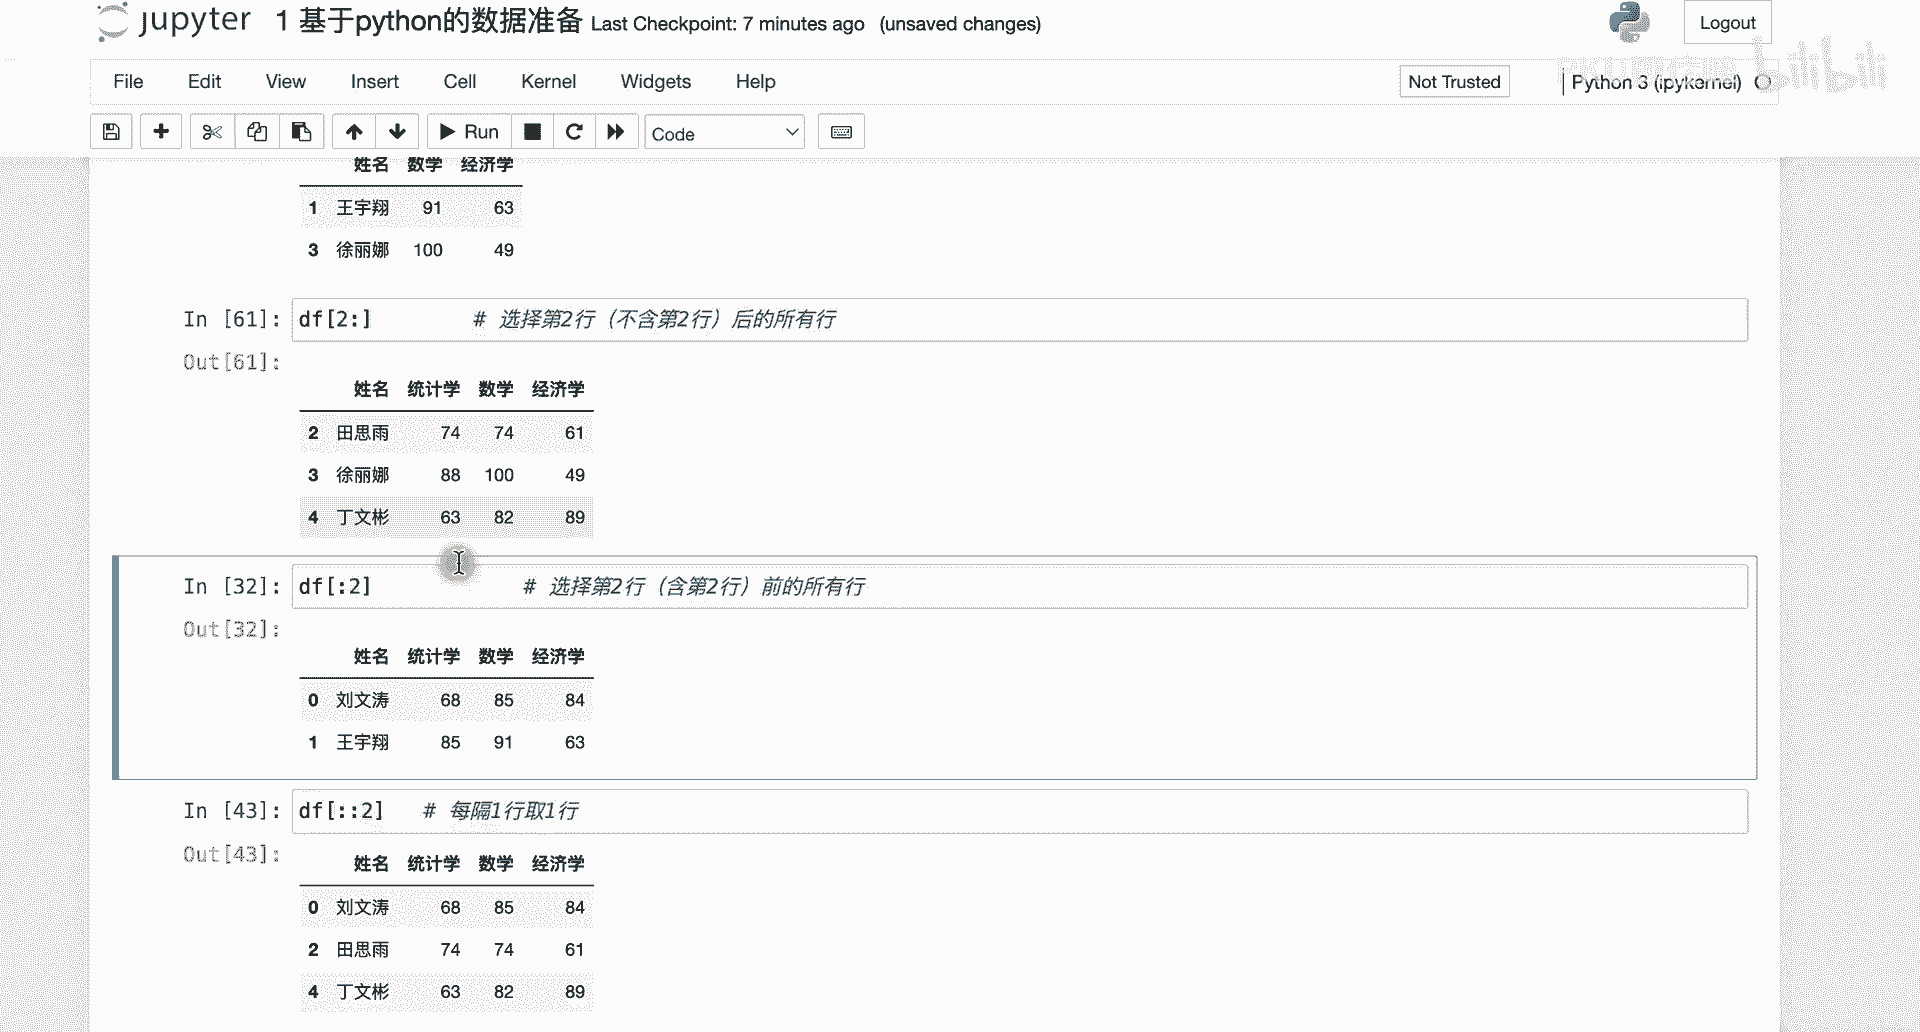 jupyter 1 基于python的数据准备 Last Checkpoint: 7 minutes ago (unsaved changes)
Logout
File Edit View Insert Cell Kernel Widgets Help
Not Trusted
Python 3 (ipykernel)
bilibili
Run
Code
姓名 数学 经济学
1 王宇翔 91 63
3 徐丽娜 100 49
In [61]: df[2:] # 选择第2行（不含第2行）后的所有行
Out[61]:
姓名 统计学 数学 经济学
2 田思雨 74 74 61
3 徐丽娜 88 100 49
4 丁文彬 63 82 89
In [32]: df[:2] # 选择第2行（含第2行）前的所有行
Out[32]:
姓名 统计学 数学 经济学
0 刘文涛 68 85 84
1 王宇翔 85 91 63
In [43]: df[::2] # 每隔1行取1行
Out[43]:
姓名 统计学 数学 经济学
0 刘文涛 68 85 84
2 田思雨 74 74 61
4 丁文彬 63 82 89